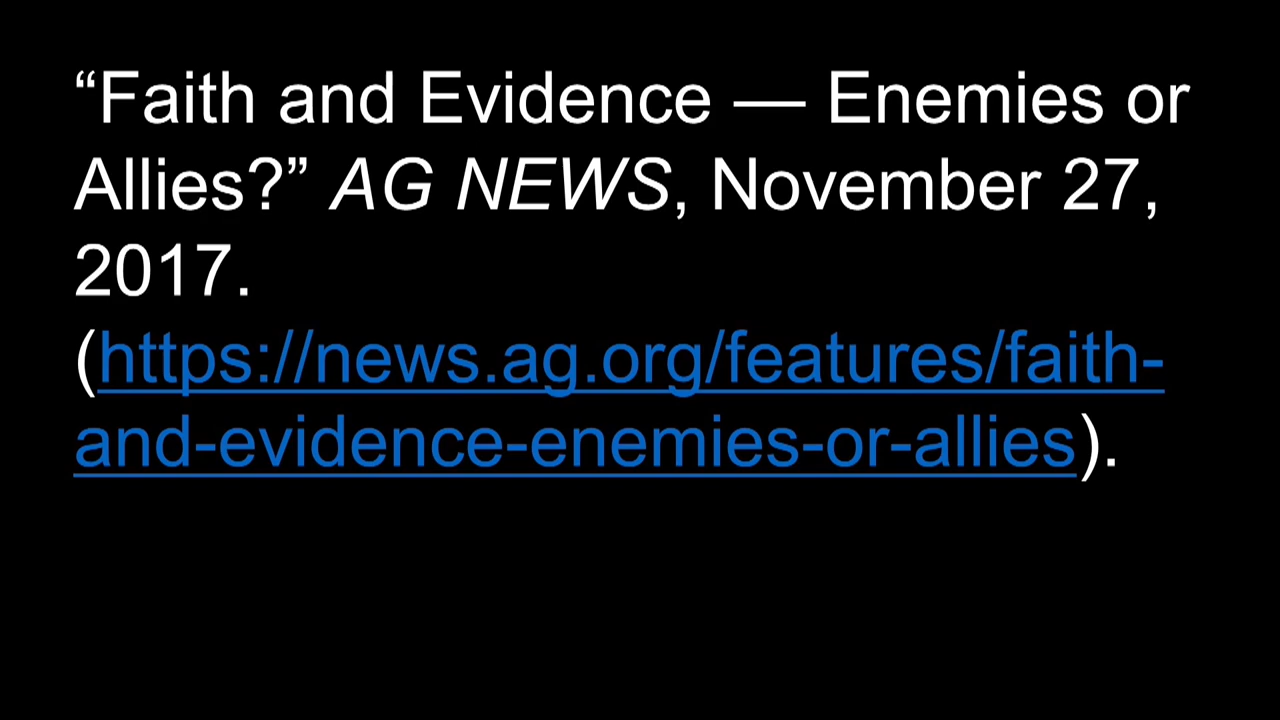 “Faith and Evidence — Enemies or
Allies?” AG NEWS, November 27,
2017.
(https://news.ag.org/features/faith-
and-evidence-enemies-or-allies).